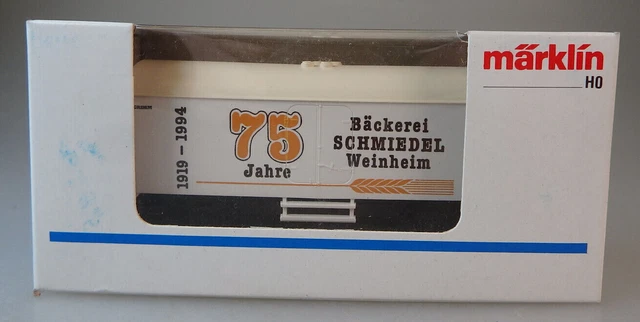 märklin
H0
1919 – 1994
75
Jahre
Bäckerei
SCHMIEDEL
Weinheim